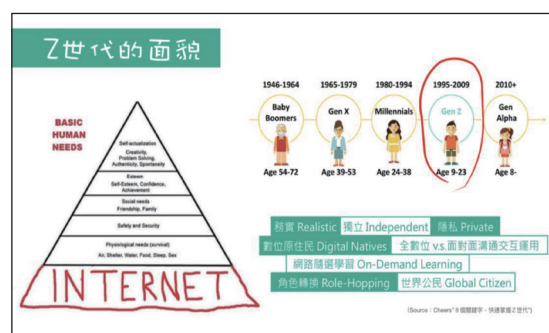 Z世代的面貌
BASIC
HUMAN
NEEDS
Self-actualization
Creativity,
Problem Solving,
Authenticity, Spontaneity
Esteem
Self-Esteem, Confidence,
Achievement
Social needs
Friendship, Family
Safety and Security
Physiological needs (survival)
Air, Shelter, Water, Food, Sleep, Sex
INTERNET
1946-1964 1965-1979 1980-1994 1995-2009 2010+
Baby Boomers Gen X Millennials Gen Z Gen Alpha
Age 54-72 Age 39-53 Age 24-38 Age 9-23 Age 8-
務實 Realistic 獨立 Independent 隱私 Private
數位原住民 Digital Natives 全數位 v.s.面對面溝通交互運用
網路隨選學習 On-Demand Learning
角色轉換 Role-Hopping 世界公民 Global Citizen
(Source：Cheers" 8 個關鍵字，快速掌握Z世代")